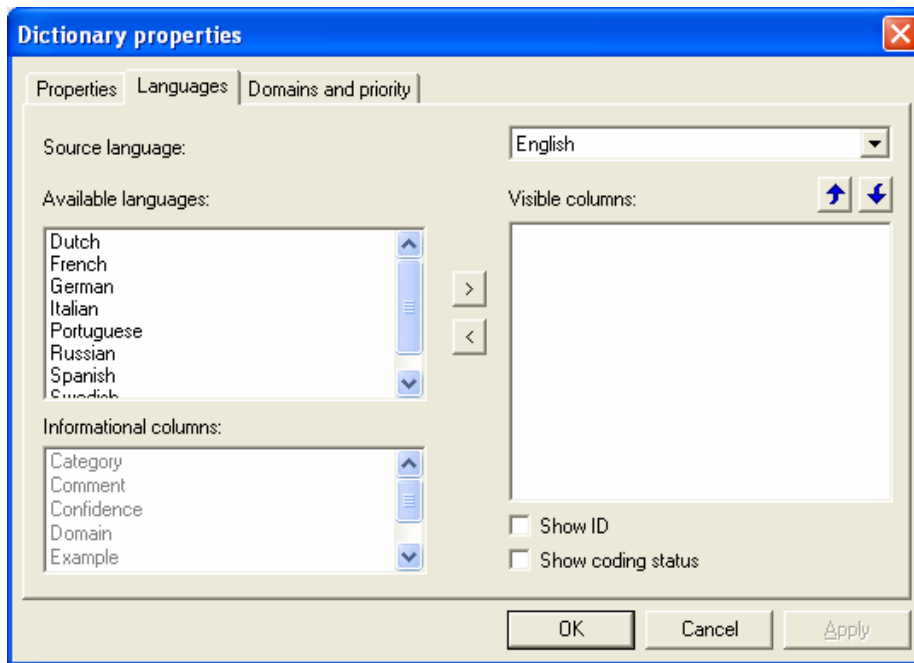 Dictionary properties
Properties Languages Domains and priority
Source language: English
Available languages: Visible columns:
Dutch
French
German
Italian
Portuguese
Russian
Spanish
Swedish
> 
<
Informational columns:
Category
Comment
Confidence
Domain
Example
Show ID
Show coding status
OK Cancel Apply